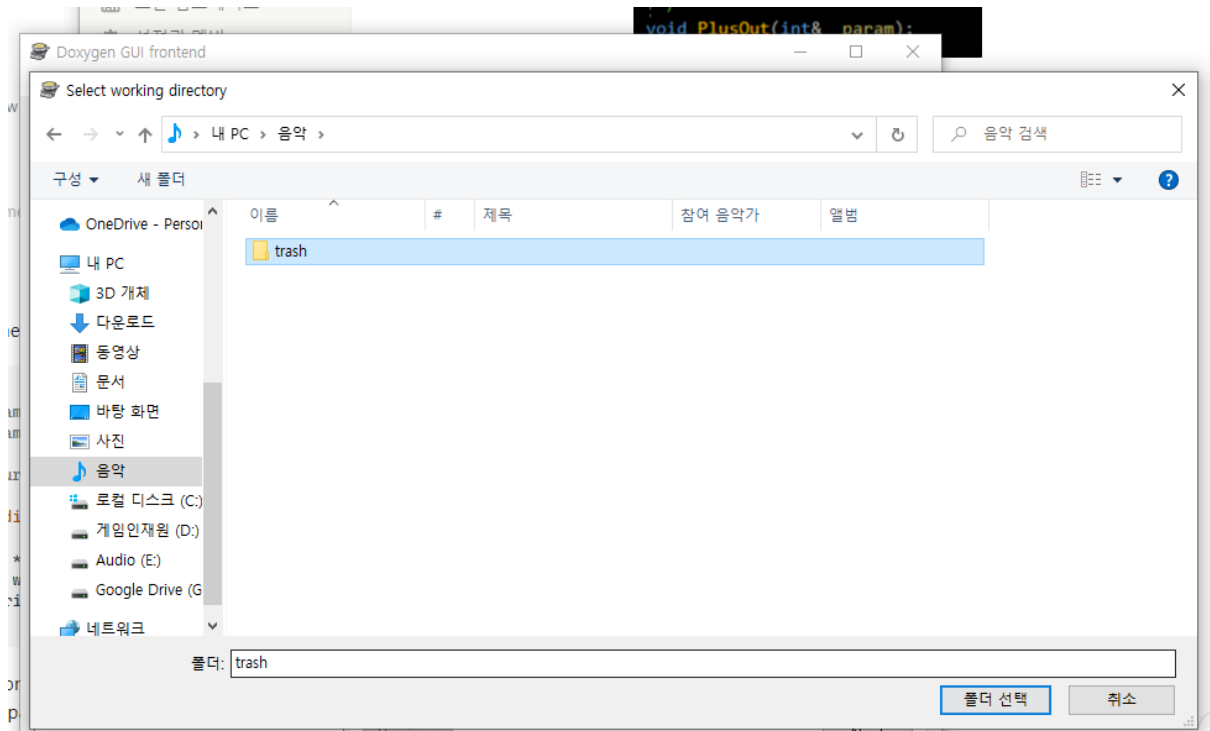 void PlusOut(int& param);
Doxygen GUI frontend
Select working directory
내 PC > 음악 >
음악 검색
구성
새 폴더
이름
#
제목
참여 음악가
앨범
OneDrive - Person
trash
내 PC
3D 개체
다운로드
동영상
문서
바탕 화면
사진
음악
로컬 디스크 (C:)
게임인재원 (D:)
Audio (E:)
Google Drive (G
네트워크
폴더: trash
폴더 선택
취소